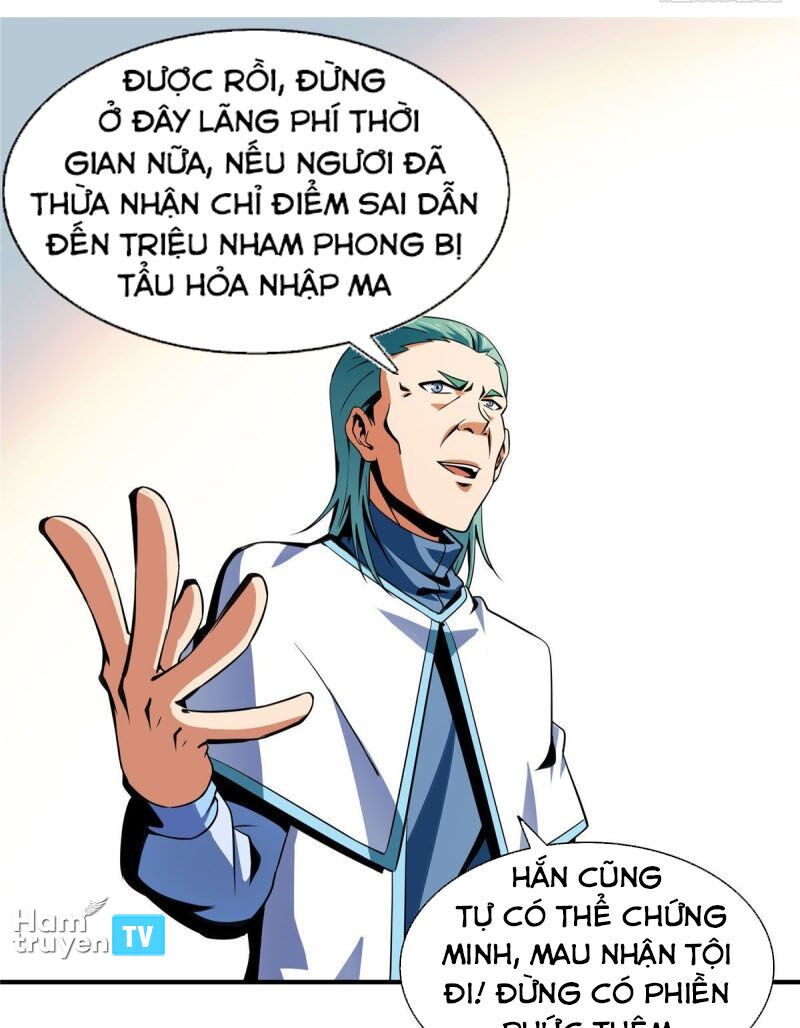 ĐƯỢC RỒI, ĐỪNG
Ở ĐÂY LÃNG PHÍ THỜI
GIAN NỮA, NẾU NGƯƠI ĐÃ
THỪA NHẬN CHỈ ĐIỂM SAI DẪN
ĐẾN TRIỆU NHAM PHONG BỊ
TẨU HỎA NHẬP MA
HẮN CŨNG
TỰ CÓ THỂ CHỨNG
MINH, MAU NHẬN TỘI
ĐI! ĐỪNG CÓ PHIỀN
PHỨC THÊM
Ham
truyen TV